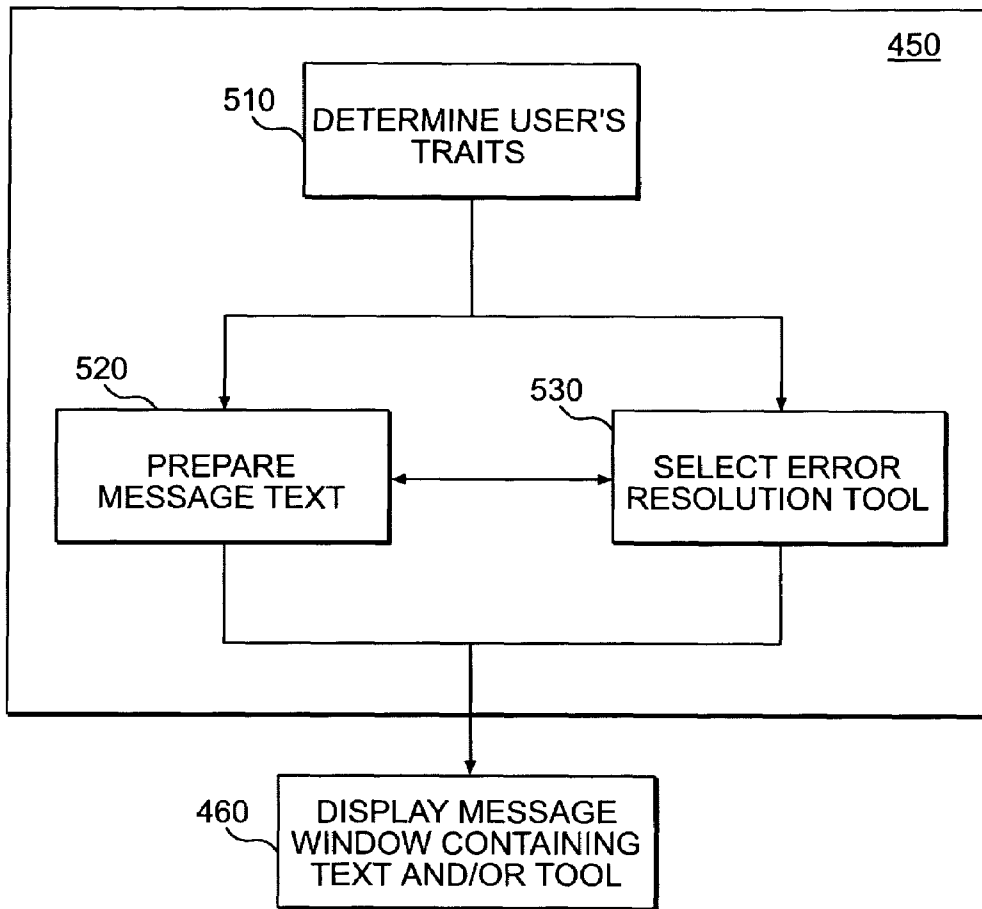 450
510
DETERMINE USER'S
TRAITS
520
PREPARE
MESSAGE TEXT
530
SELECT ERROR
RESOLUTION TOOL
460
DISPLAY MESSAGE
WINDOW CONTAINING
TEXT AND/OR TOOL